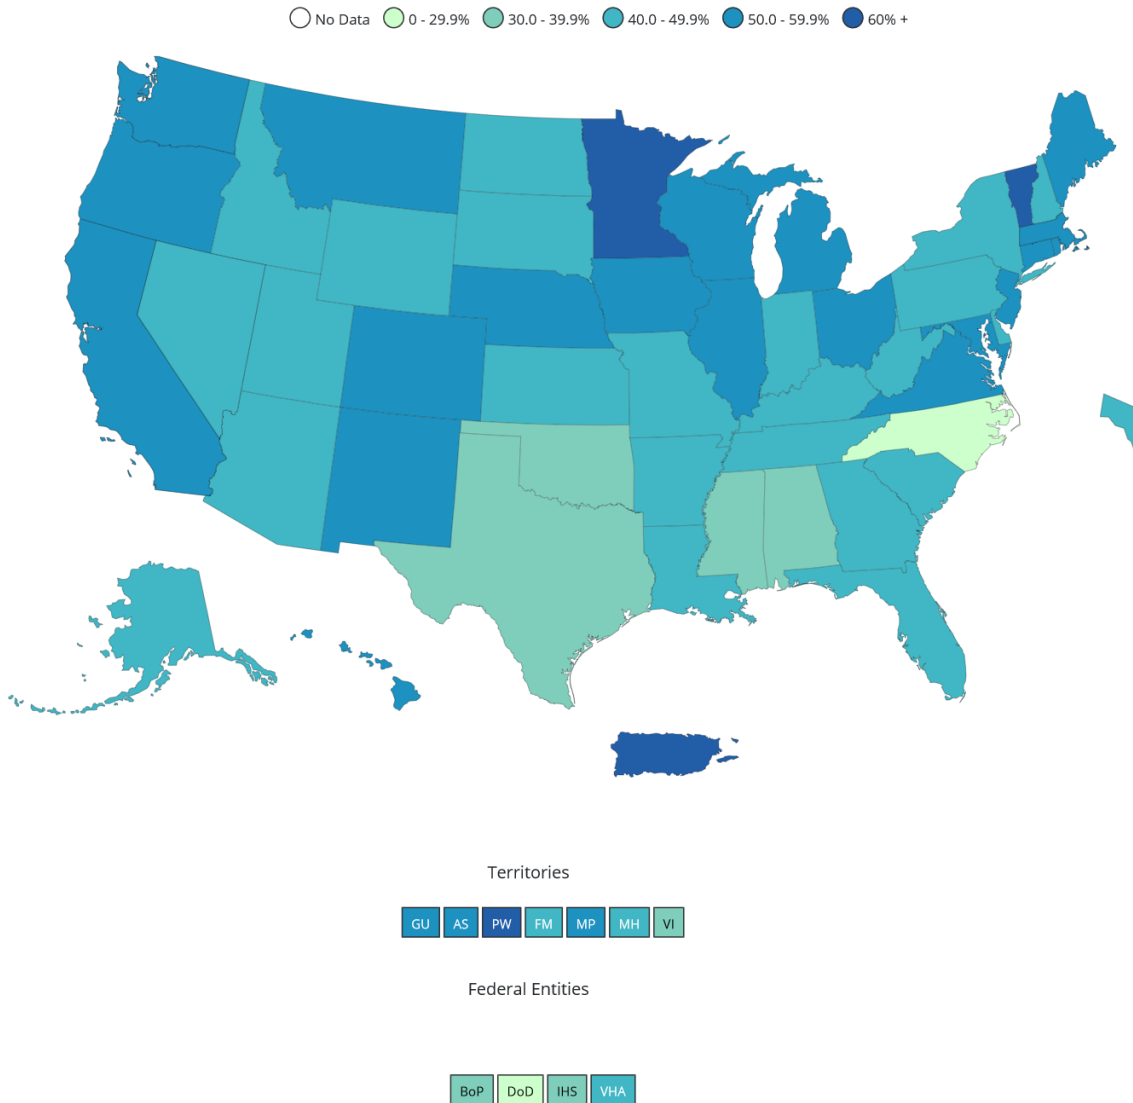 No Data 0 - 29.9% 30.0 - 39.9% 40.0 - 49.9% 50.0 - 59.9% 60% +
Territories
GU AS PW FM MP MH VI
Federal Entities
BoP DoD IHS VHA